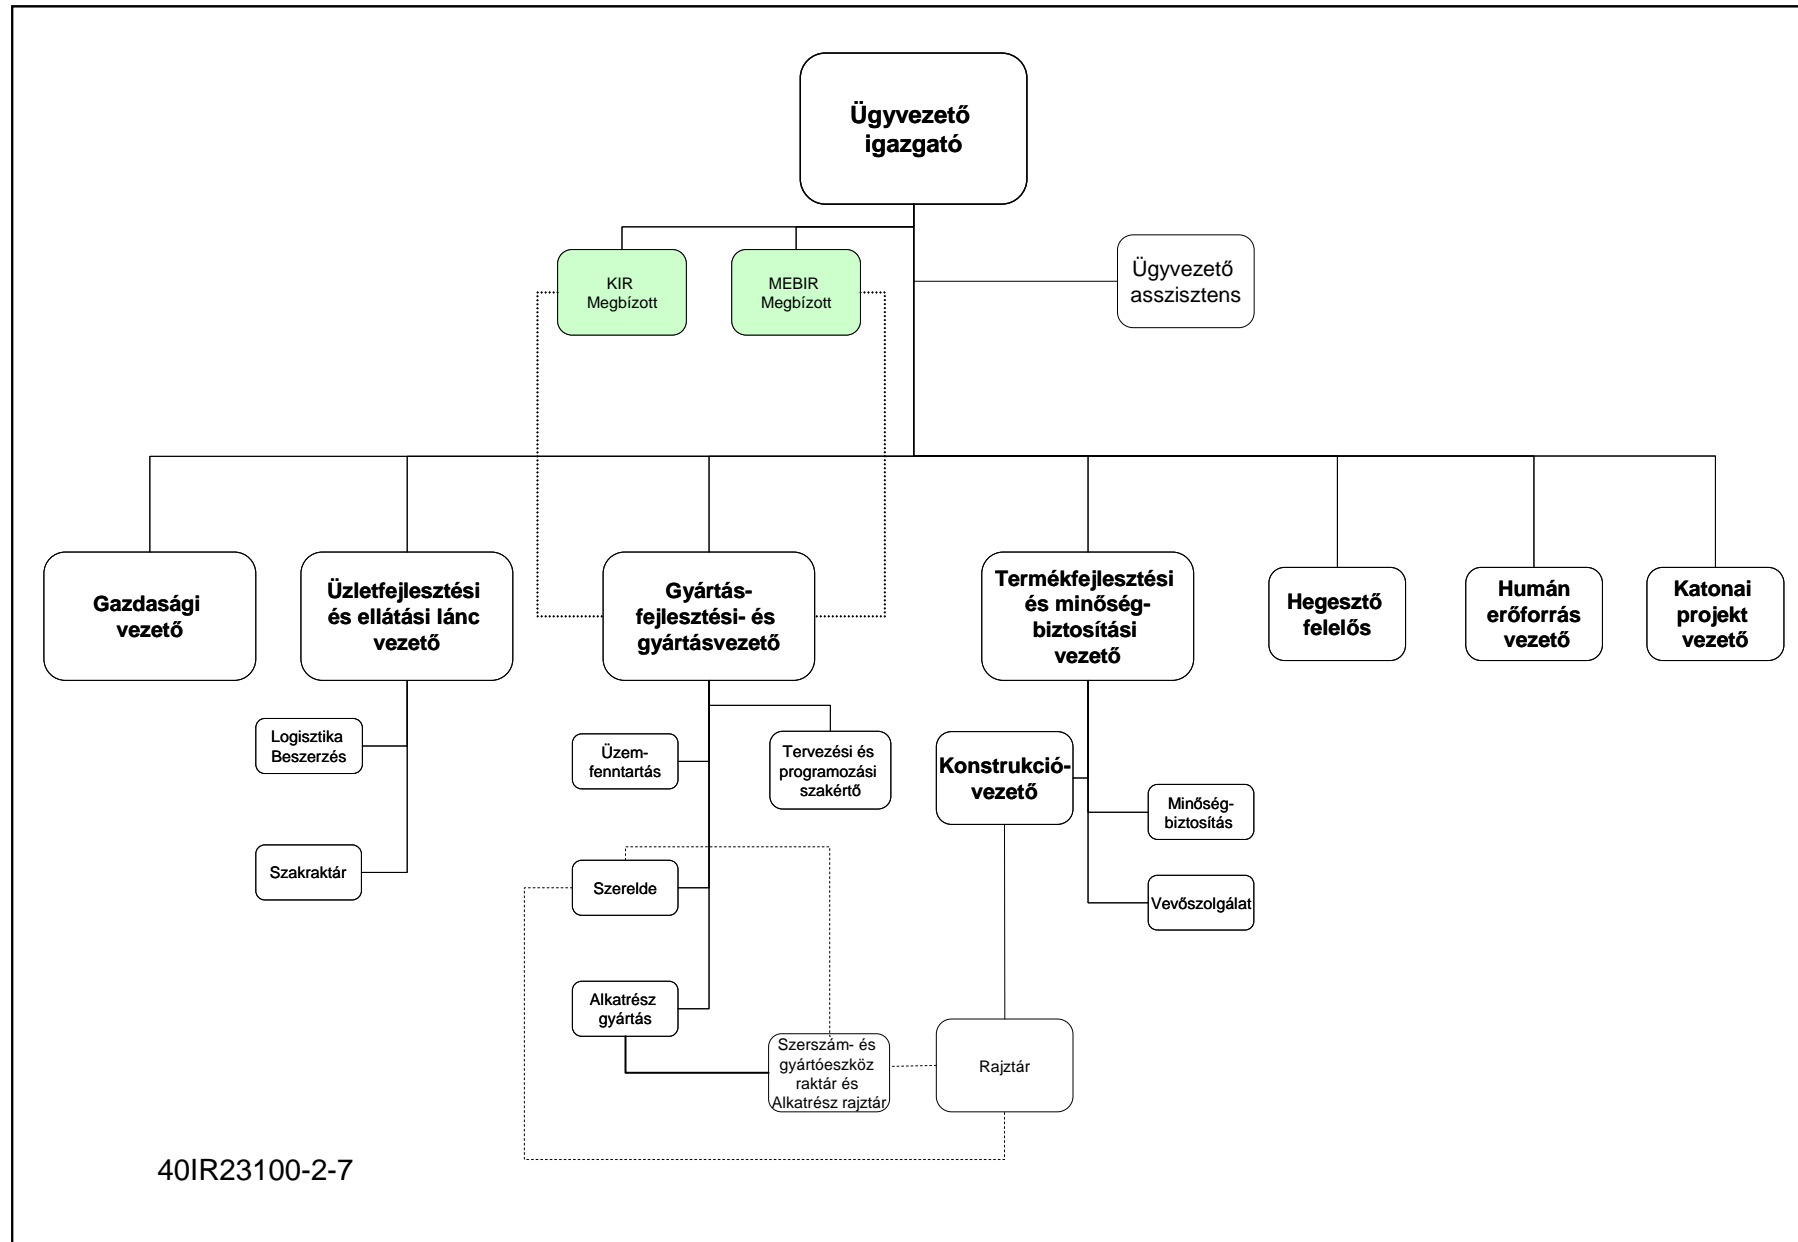 Ügyvezető
igazgató
KIR
Megbízott
MEBIR
Megbízott
Ügyvezető
asszisztens
Gazdasági
vezető
Üzletfejlesztési
és ellátási lánc
vezető
Gyártás-
fejlesztési- és
gyártásvezető
Termékfejlesztési
és minőség-
biztosítási
vezető
Hegesztő
felelős
Humán
erőforrás
vezető
Katonai
projekt
vezető
Logisztika
Beszerzés
Üzem-
fenntartás
Tervezési és
programozási
szakértő
Konstrukció-
vezető
Minőség-
biztosítás
Szakraktár
Szerelde
Vevőszolgálat
Alkatrész
gyártás
Szerszám- és
gyártóeszköz
raktár és
Alkatrész rajztár
Rajztár
40IR23100-2-7